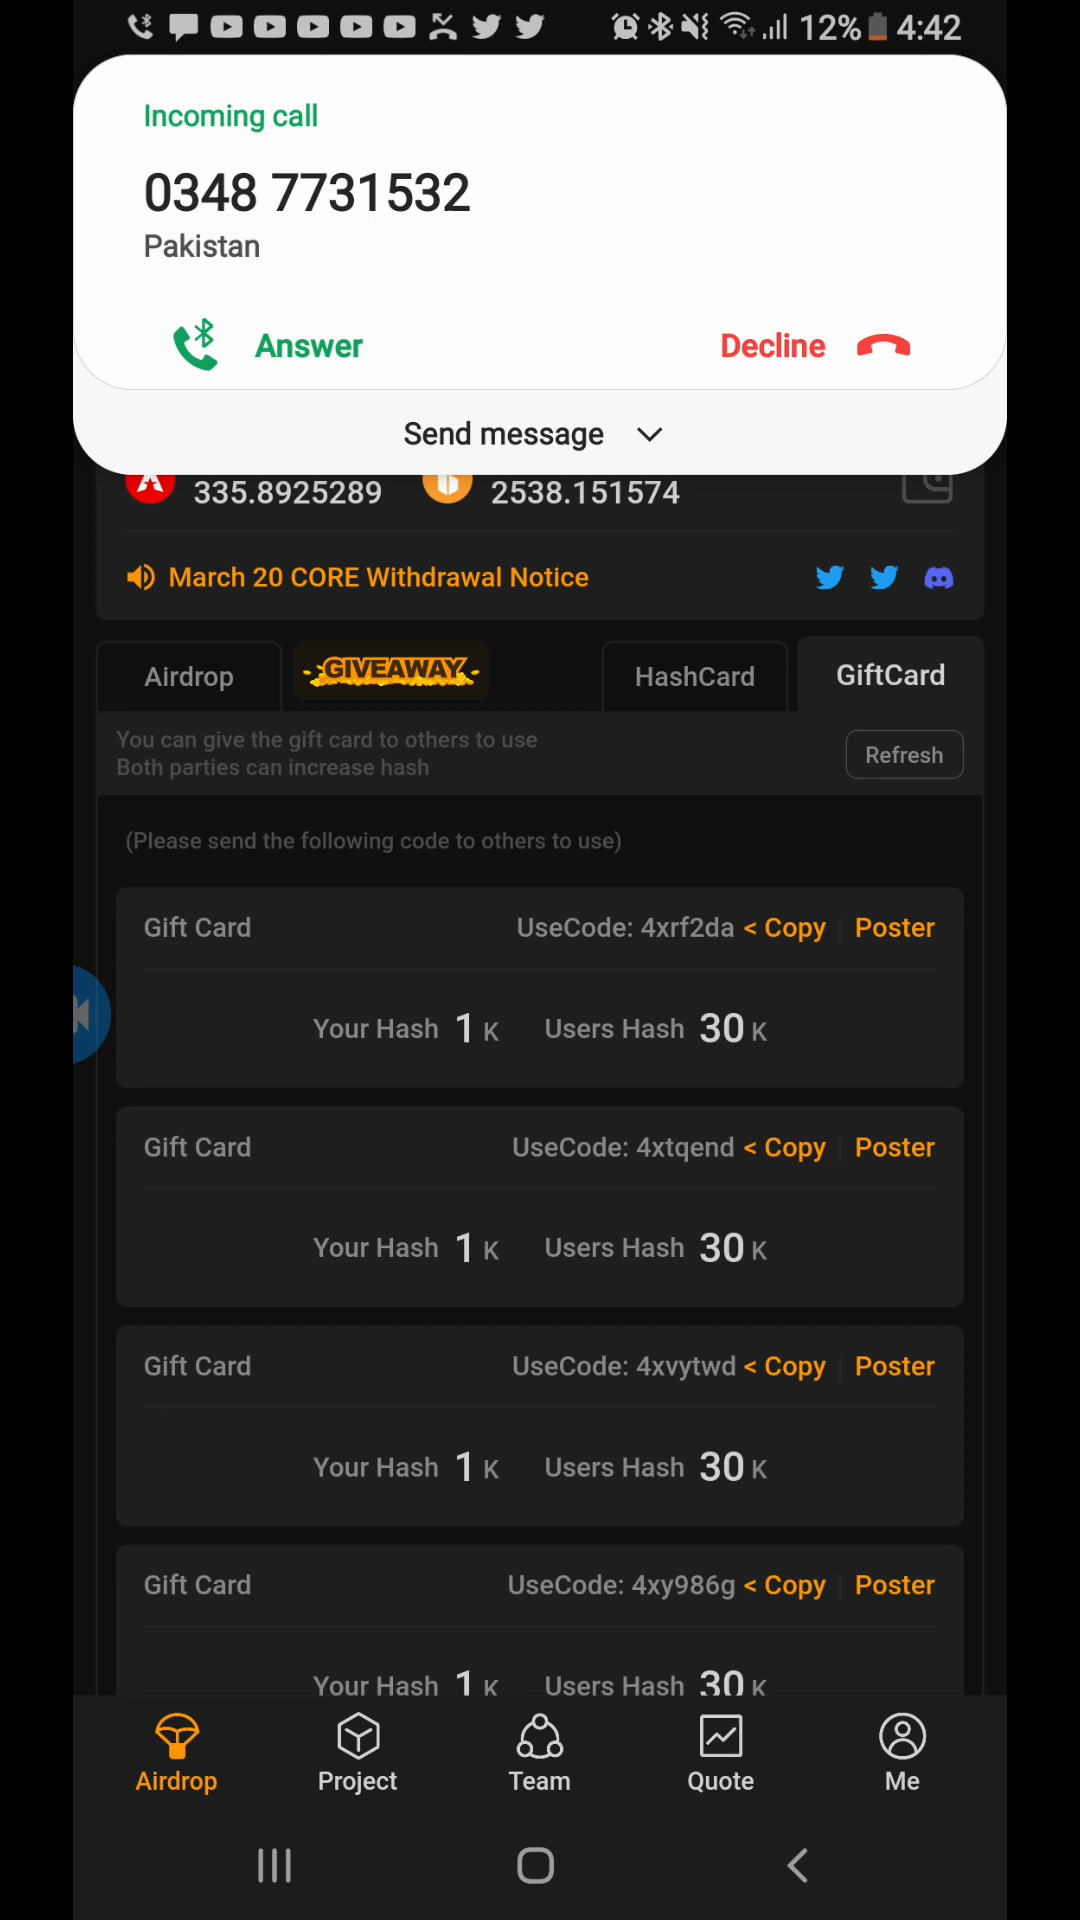 12% 4:42
Incoming call
0348 7731532
Pakistan
Answer Decline
Send message
335.8925289 2538.151574
March 20 CORE Withdrawal Notice
Airdrop GIVEAWAY HashCard GiftCard
You can give the gift card to others to use
Both parties can increase hash
Refresh
(Please send the following code to others to use)
Gift Card UseCode: 4xrf2da < Copy Poster
Your Hash 1 K Users Hash 30 K
Gift Card UseCode: 4xtqend < Copy Poster
Your Hash 1 K Users Hash 30 K
Gift Card UseCode: 4xvytwd < Copy Poster
Your Hash 1 K Users Hash 30 K
Gift Card UseCode: 4xy986g < Copy Poster
Your Hash 1 K Users Hash 30 K
Airdrop Project Team Quote Me